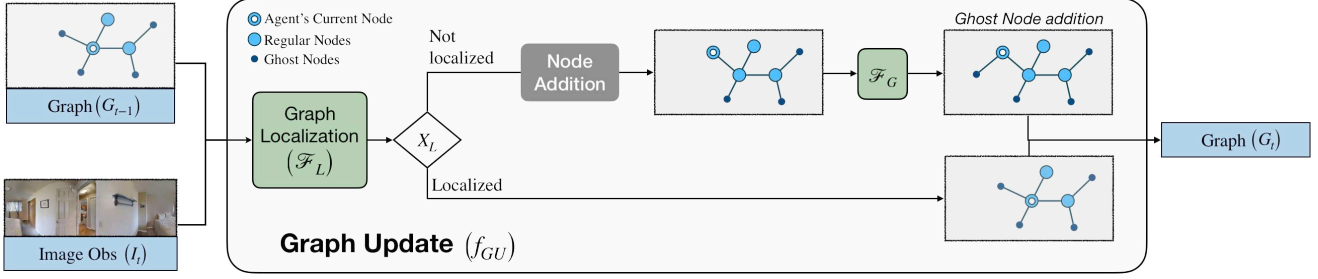 Agent's Current Node
Regular Nodes
Ghost Nodes
Graph (G_{t−1})
Image Obs (I_t)
Graph
Localization
(ℱ_L)
X_L
Not
localized
Localized
Node
Addition
ℱ_G
Ghost Node addition
Graph (G_t)
Graph Update (f_{GU})